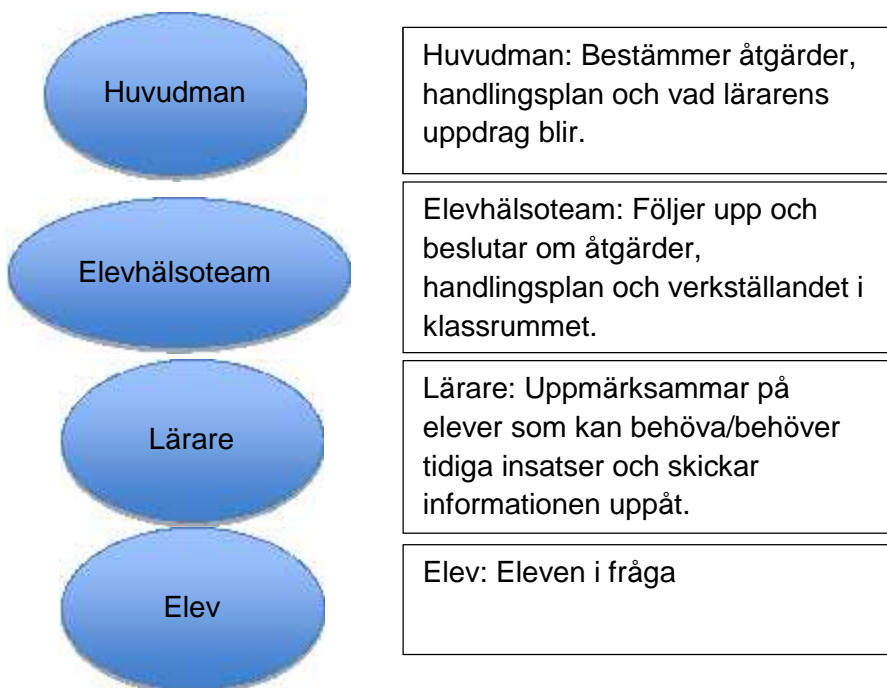 Huvudman
Huvudman: Bestämmer åtgärder,
handlingsplan och vad lärarens
uppdrag blir.
Elevhälsoteam
Elevhälsoteam: Följer upp och
beslutar om åtgärder,
handlingsplan och verkställandet i
klassrummet.
Lärare
Lärare: Uppmärksammar på
elever som kan behöva/behöver
tidiga insatser och skickar
informationen uppåt.
Elev
Elev: Eleven i fråga